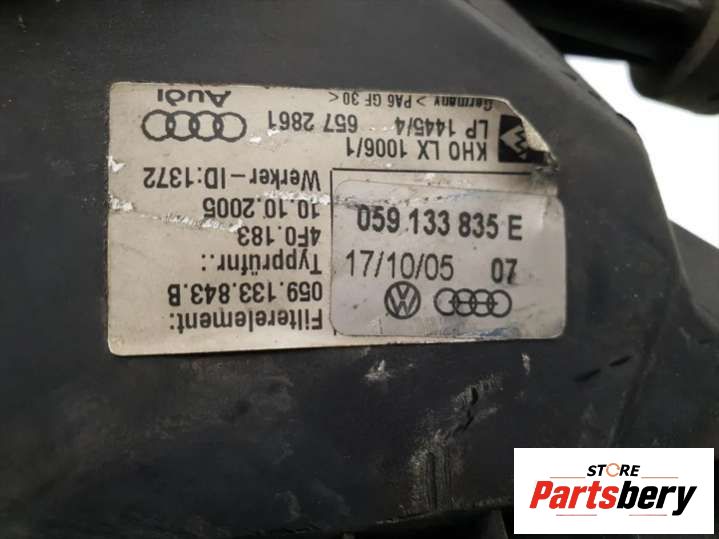 Filterelement:
059.133.843.B
Typprüfnr.:
4F0.183
10.10.2005
Werker-ID:1372
KHO LX 1006/1
LP 1445/4 657 2861
Germany > PA6 GF 30 <
Audi
059 133 835 E
17/10/05 07
STORE
Partsbery